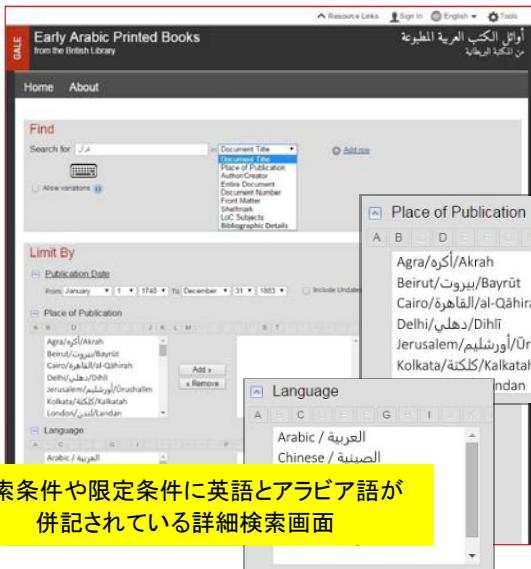 Resource Links Sign In English Tools
GALE
Early Arabic Printed Books
from the British Library
أوائل الكتب العربية المطبوعة
من المكتبة البريطانية
Home About
Find
Search for in Document Title Add row
Document Title
Place of Publication
Author/Creator
Entire Document
Document Number
Front Matter
Shelfmark
LoC Subjects
Bibliographic Details
Allow variations
Limit By
Publication Date
From: January 1 1740 To: December 31 1883 Include Undated
Place of Publication
Agra/أكره/Akrah
Beirut/بيروت/Bayrūt
Cairo/القاهرة/al-Qāhirah
Delhi/دهلي/Dihlī
Jerusalem/أورشليم/Ūrushalīm
Kolkata/كلكتة/Kalkatah
London/لندن/Landan
Add »
« Remove
Language
Arabic / العربية
Place of Publication
A B D
Agra/أكره/Akrah
Beirut/بيروت/Bayrūt
Cairo/القاهرة/al-Qāhira
Delhi/دهلي/Dihlī
Jerusalem/أورشليم/Ūr
Kolkata/كلكتة/Kalkatah
ndan
Language
A C G I
Arabic / العربية
Chinese / الصينية
索条件や限定条件に英語とアラビア語が
併記されている詳細検索画面